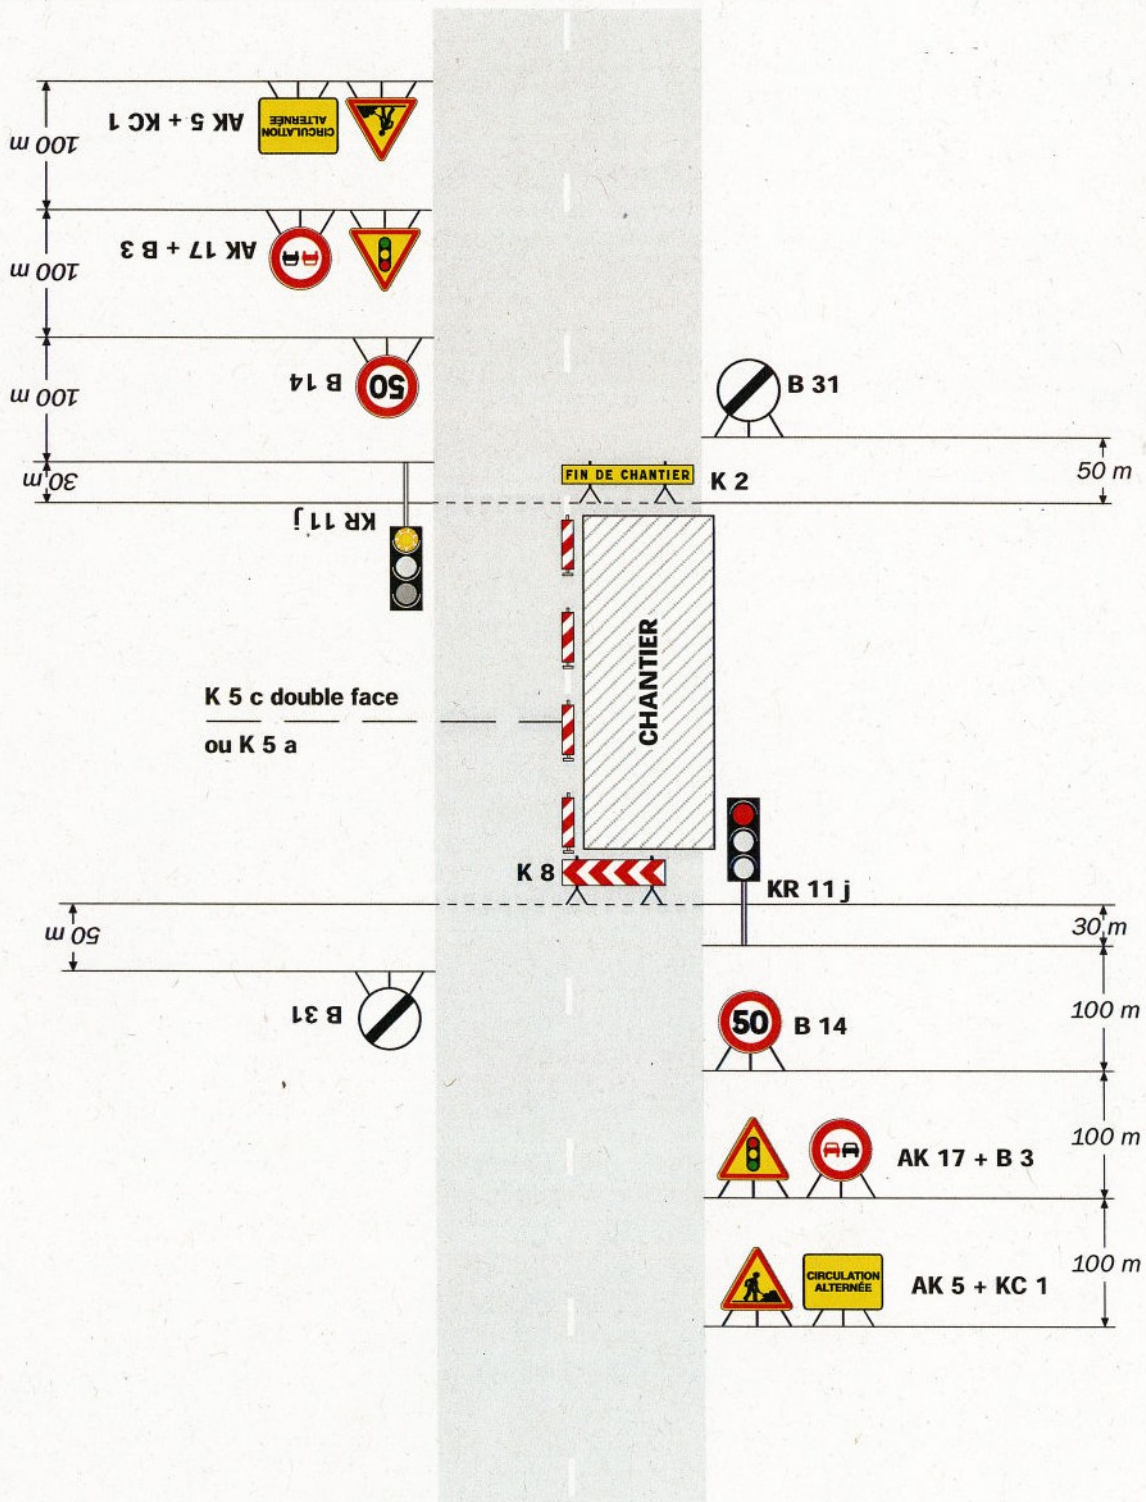 100 m
AK 5 + KC 1
CIRCULATION
ALTERNÉE
100 m
AK 17 + B 3
100 m
B 14
50
B 31
30 m
KR 11 j
FIN DE CHANTIER
K 2
50 m
CHANTIER
K 5 c double face
ou K 5 a
K 8
KR 11 j
50 m
30 m
B 31
50
B 14
100 m
AK 17 + B 3
100 m
CIRCULATION
ALTERNÉE
AK 5 + KC 1
100 m